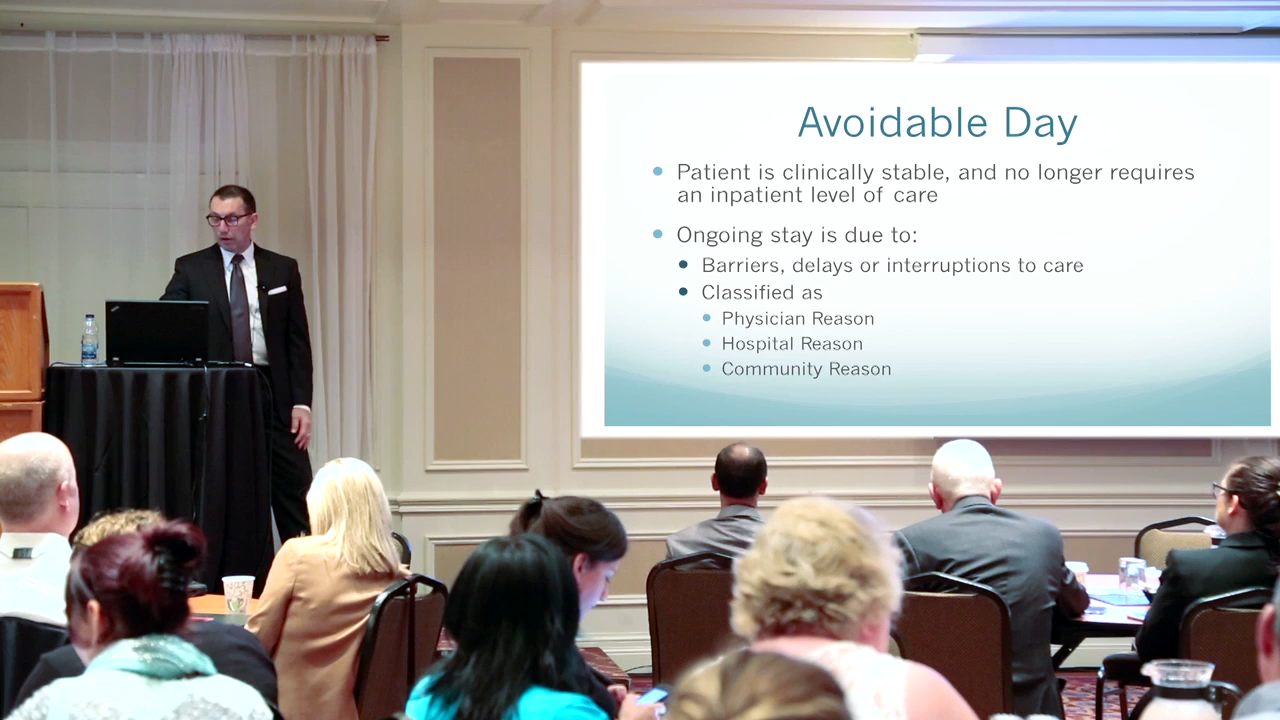 Avoidable Day
Patient is clinically stable, and no longer requires
an inpatient level of care
Ongoing stay is due to:
Barriers, delays or interruptions to care
Classified as
Physician Reason
Hospital Reason
Community Reason